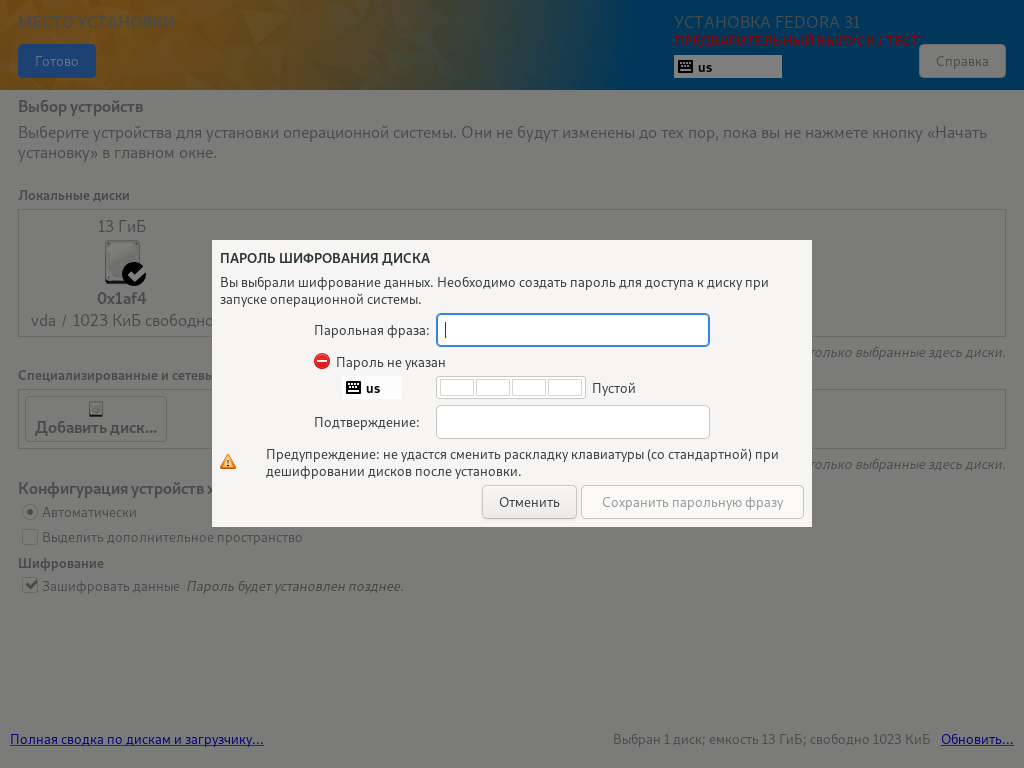 МЕСТО УСТАНОВКИ
УСТАНОВКА FEDORA 31
ПРЕДВАРИТЕЛЬНЫЙ ВЫПУСК / ТЕСТ
Готово
us
Справка
Выбор устройств
Выберите устройства для установки операционной системы. Они не будут изменены до тех пор, пока вы не нажмете кнопку «Начать
установку» в главном окне.
Локальные диски
13 ГиБ
0x1af4
vda / 1023 КиБ свободно
только выбранные здесь диски.
Специализированные и сетевы
Добавить диск...
только выбранные здесь диски.
Конфигурация устройств х
Автоматически
Выделить дополнительное пространство
Шифрование
Зашифровать данные Пароль будет установлен позднее.
ПАРОЛЬ ШИФРОВАНИЯ ДИСКА
Вы выбрали шифрование данных. Необходимо создать пароль для доступа к диску при
запуске операционной системы.
Парольная фраза:
Пароль не указан
us
Пустой
Подтверждение:
Предупреждение: не удастся сменить раскладку клавиатуры (со стандартной) при
дешифровании дисков после установки.
Отменить
Сохранить парольную фразу
Полная сводка по дискам и загрузчику...
Выбран 1 диск; емкость 13 ГиБ; свободно 1023 КиБ Обновить...